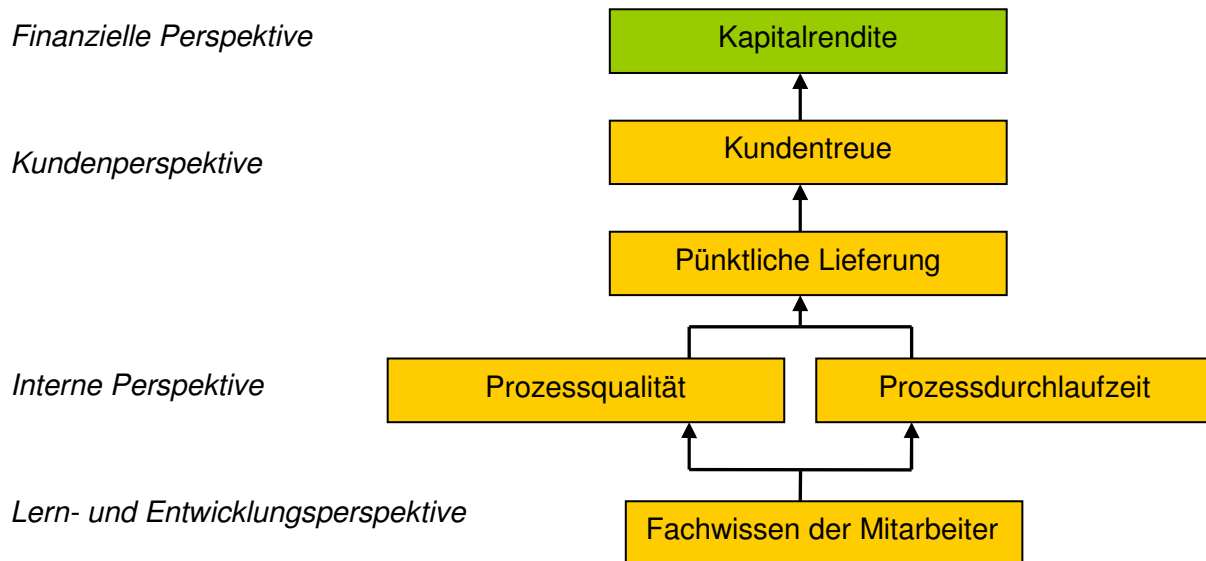 Finanzielle Perspektive
Kapitalrendite
Kundenperspektive
Kundentreue
Pünktliche Lieferung
Interne Perspektive
Prozessqualität
Prozessdurchlaufzeit
Lern- und Entwicklungsperspektive
Fachwissen der Mitarbeiter